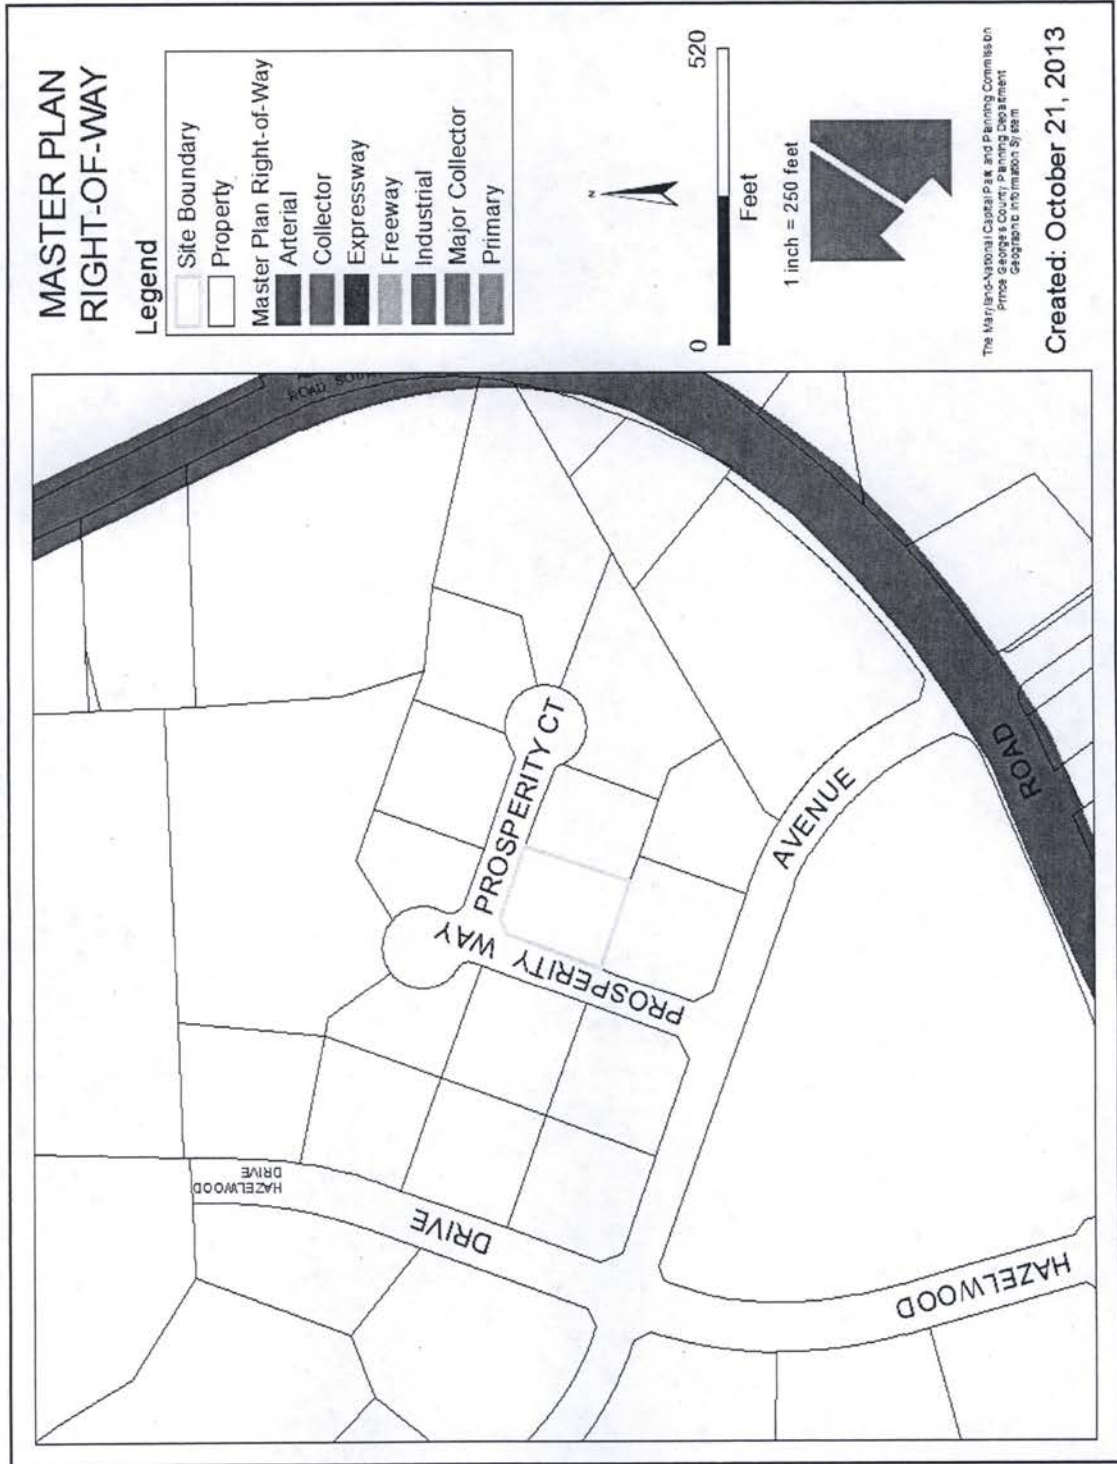 MASTER PLAN
RIGHT-OF-WAY
Legend
Site Boundary
Property
Master Plan Right-of-Way
Arterial
Collector
Expressway
Freeway
Industrial
Major Collector
Primary
N
0
520
Feet
1 inch = 250 feet
The Maryland-National Capital Park and Planning Commission
Prince George's County Planning Department
Geographic Information System
Created: October 21, 2013
ROAD SOUTH
PROSPERITY CT
PROSPERITY WAY
AVENUE
ROAD
HAZELWOOD
DRIVE
DRIVE
HAZELWOOD